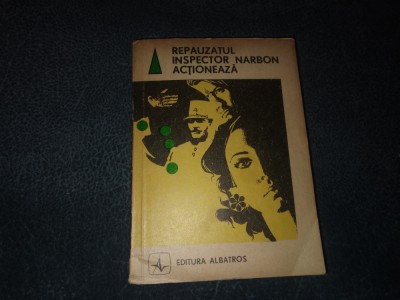 REPAUZATUL
INSPECTOR NARBON
ACȚIONEAZĂ
EDITURA ALBATROS